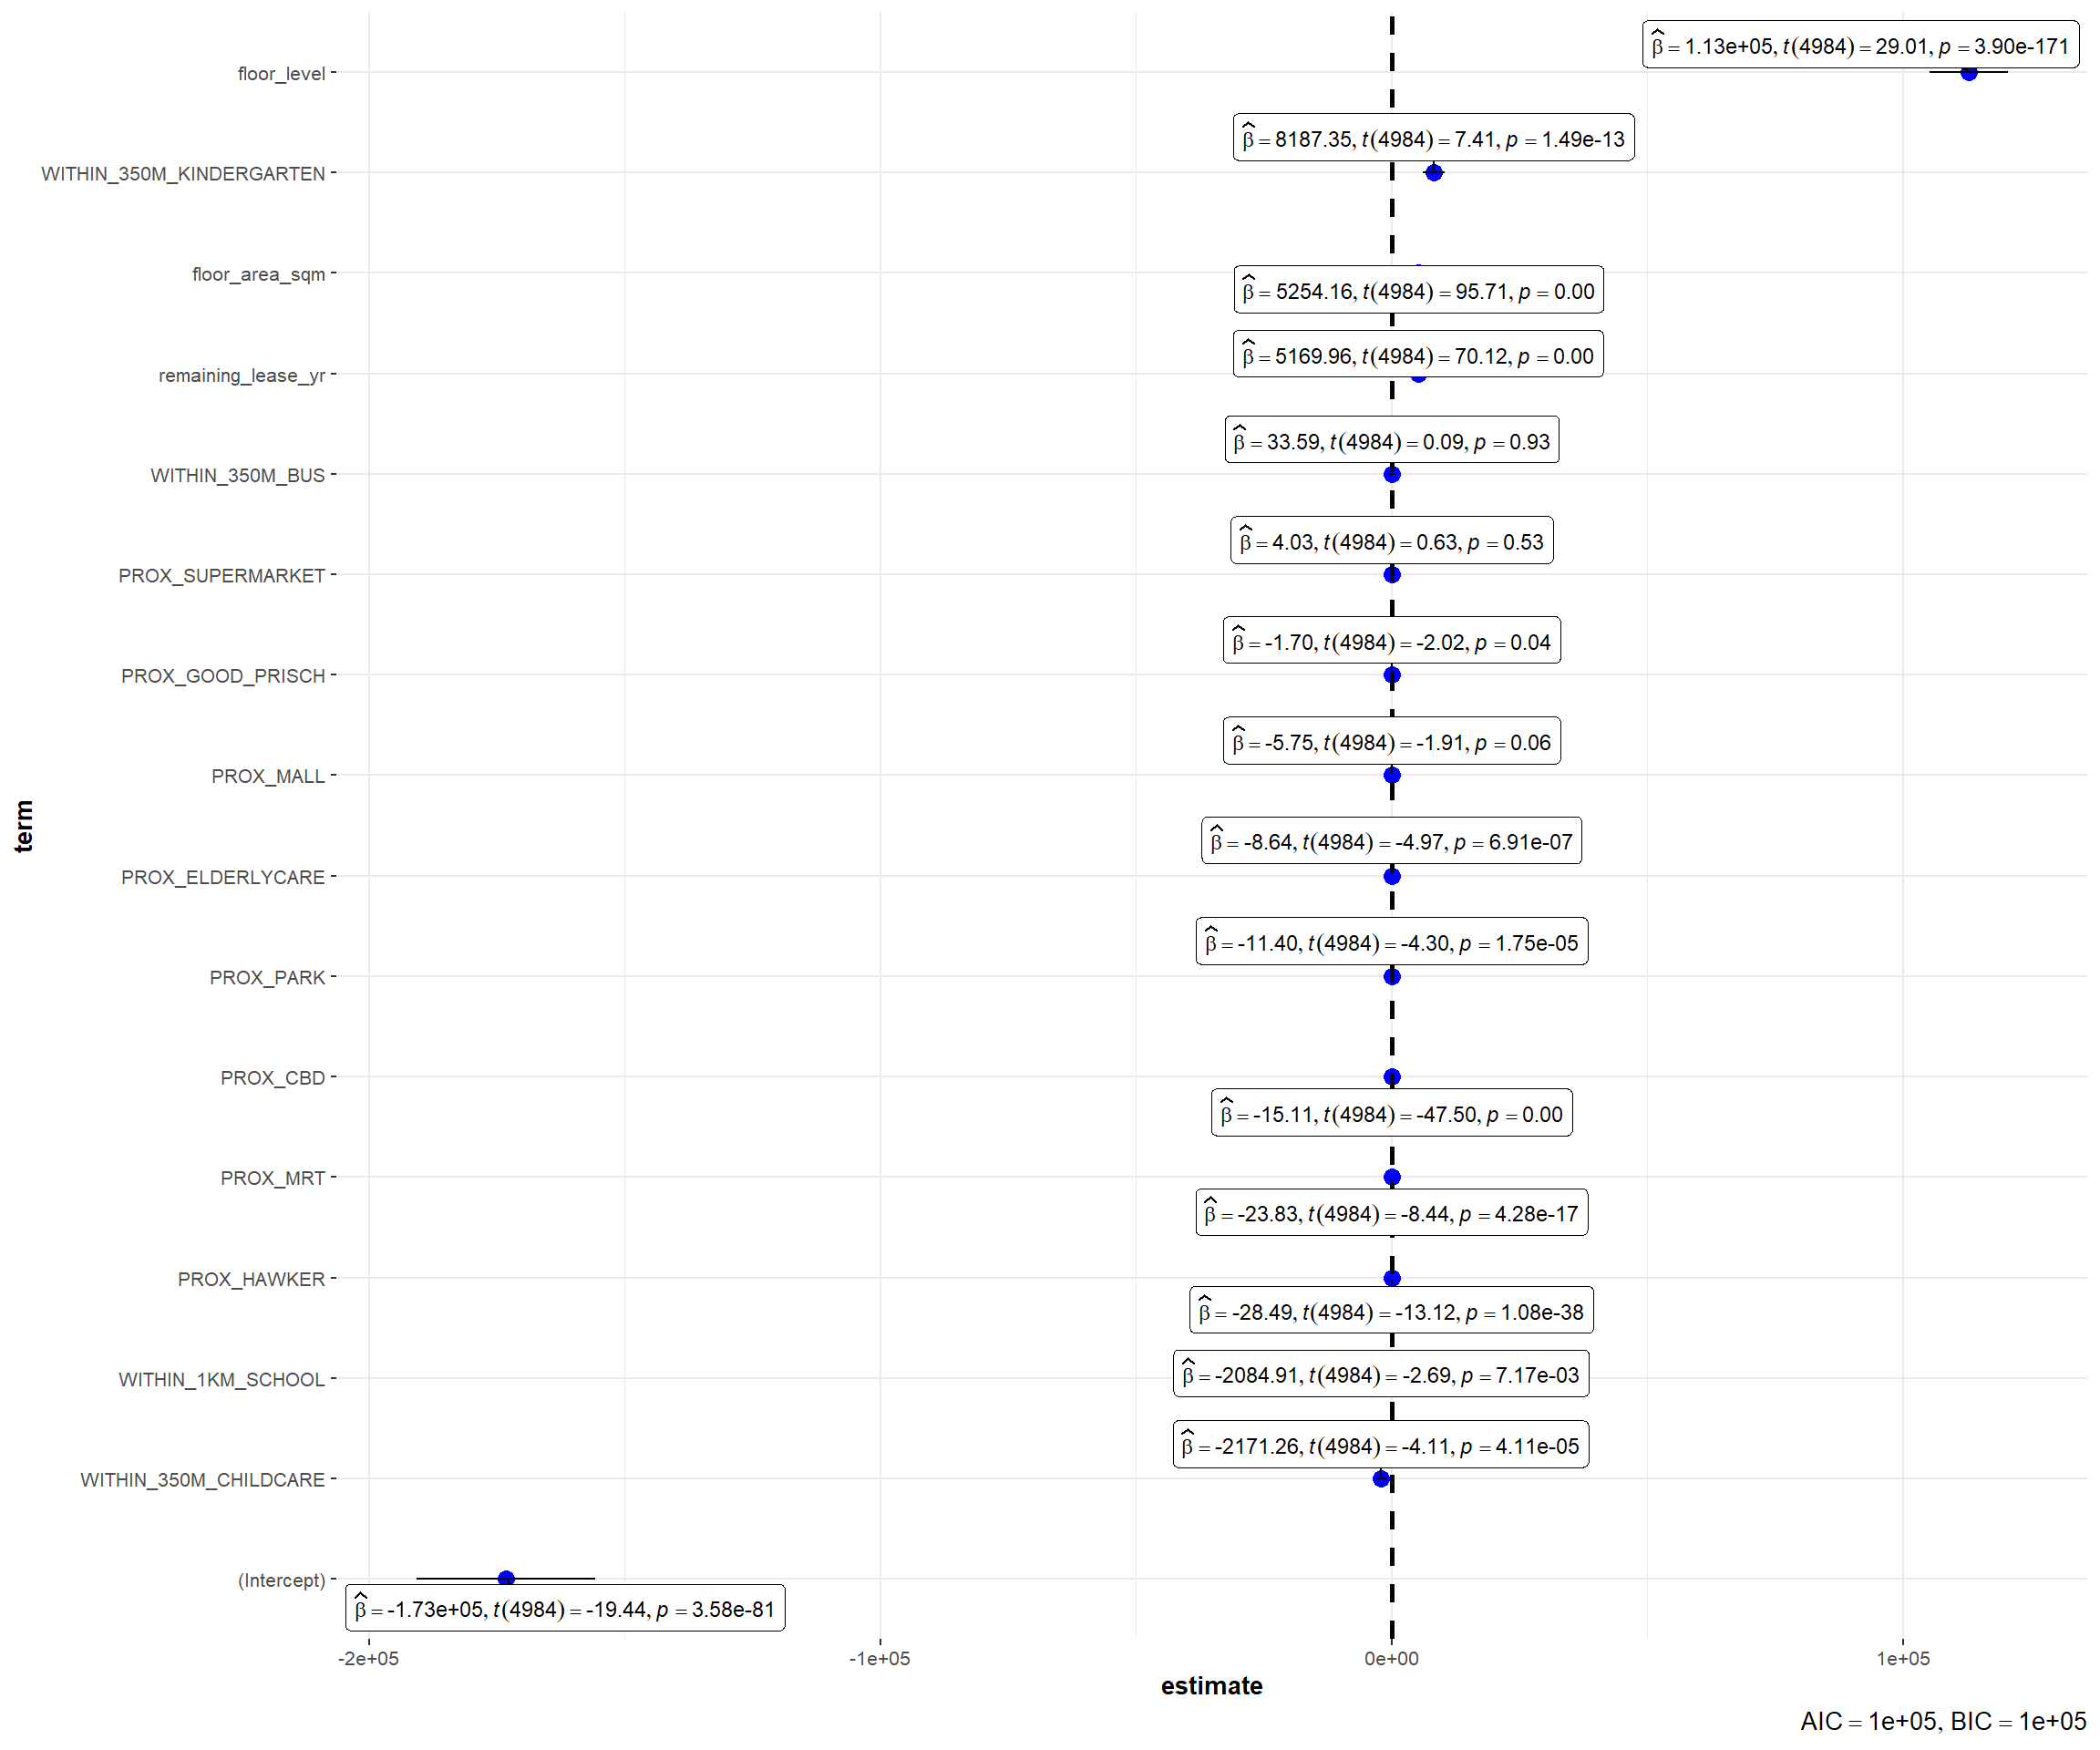 β̂ = 1.13e+05, t(4984) = 29.01, p = 3.90e-171
floor_level
β̂ = 8187.35, t(4984) = 7.41, p = 1.49e-13
WITHIN_350M_KINDERGARTEN
floor_area_sqm
β̂ = 5254.16, t(4984) = 95.71, p = 0.00
β̂ = 5169.96, t(4984) = 70.12, p = 0.00
remaining_lease_yr
β̂ = 33.59, t(4984) = 0.09, p = 0.93
WITHIN_350M_BUS
β̂ = 4.03, t(4984) = 0.63, p = 0.53
PROX_SUPERMARKET
β̂ = -1.70, t(4984) = -2.02, p = 0.04
PROX_GOOD_PRISCH
β̂ = -5.75, t(4984) = -1.91, p = 0.06
PROX_MALL
term
β̂ = -8.64, t(4984) = -4.97, p = 6.91e-07
PROX_ELDERLYCARE
β̂ = -11.40, t(4984) = -4.30, p = 1.75e-05
PROX_PARK
PROX_CBD
β̂ = -15.11, t(4984) = -47.50, p = 0.00
PROX_MRT
β̂ = -23.83, t(4984) = -8.44, p = 4.28e-17
PROX_HAWKER
β̂ = -28.49, t(4984) = -13.12, p = 1.08e-38
WITHIN_1KM_SCHOOL
β̂ = -2084.91, t(4984) = -2.69, p = 7.17e-03
β̂ = -2171.26, t(4984) = -4.11, p = 4.11e-05
WITHIN_350M_CHILDCARE
(Intercept)
β̂ = -1.73e+05, t(4984) = -19.44, p = 3.58e-81
-2e+05 -1e+05 0e+00 1e+05
estimate
AIC = 1e+05, BIC = 1e+05